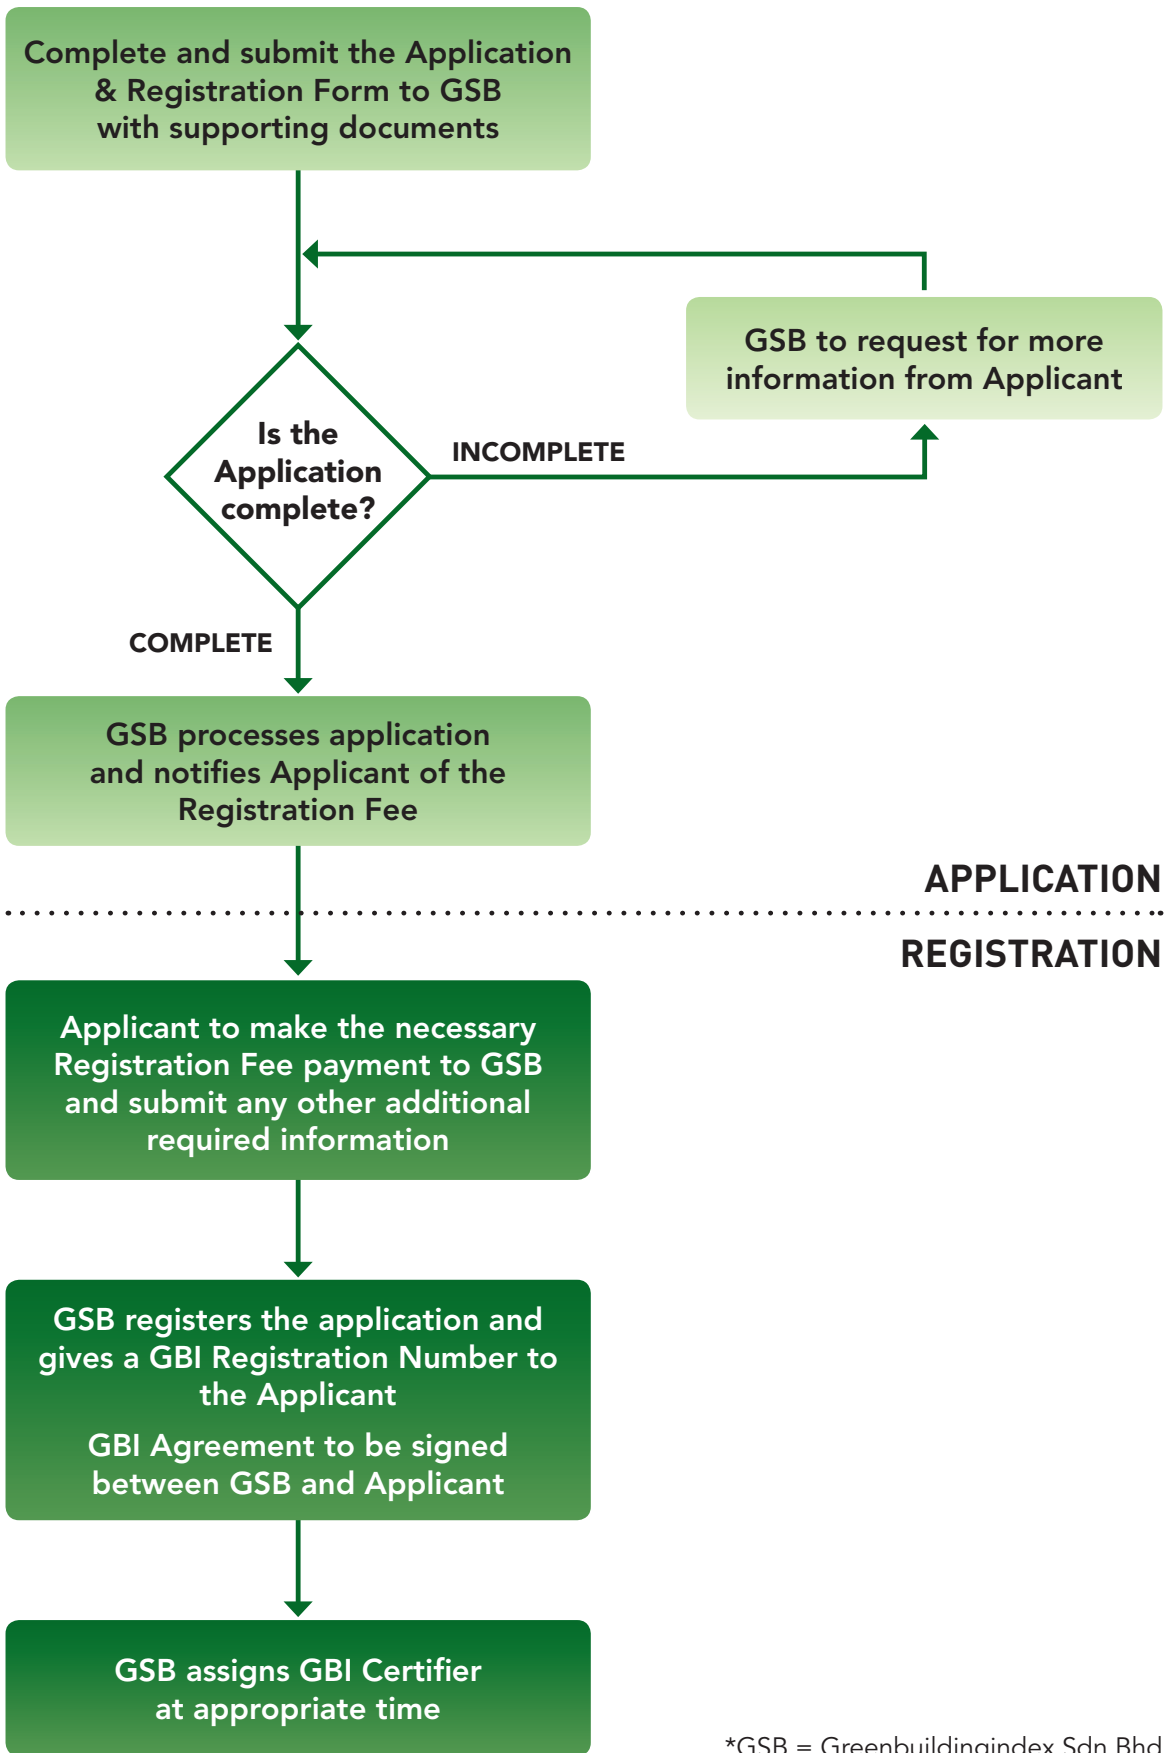 Complete and submit the Application
& Registration Form to GSB
with supporting documents
GSB to request for more
information from Applicant
Is the
Application
complete?
INCOMPLETE
COMPLETE
GSB processes application
and notifies Applicant of the
Registration Fee
APPLICATION
REGISTRATION
Applicant to make the necessary
Registration Fee payment to GSB
and submit any other additional
required information
GSB registers the application and
gives a GBI Registration Number to
the Applicant
GBI Agreement to be signed
between GSB and Applicant
GSB assigns GBI Certifier
at appropriate time
*GSB = Greenbuildingindex Sdn Bhd